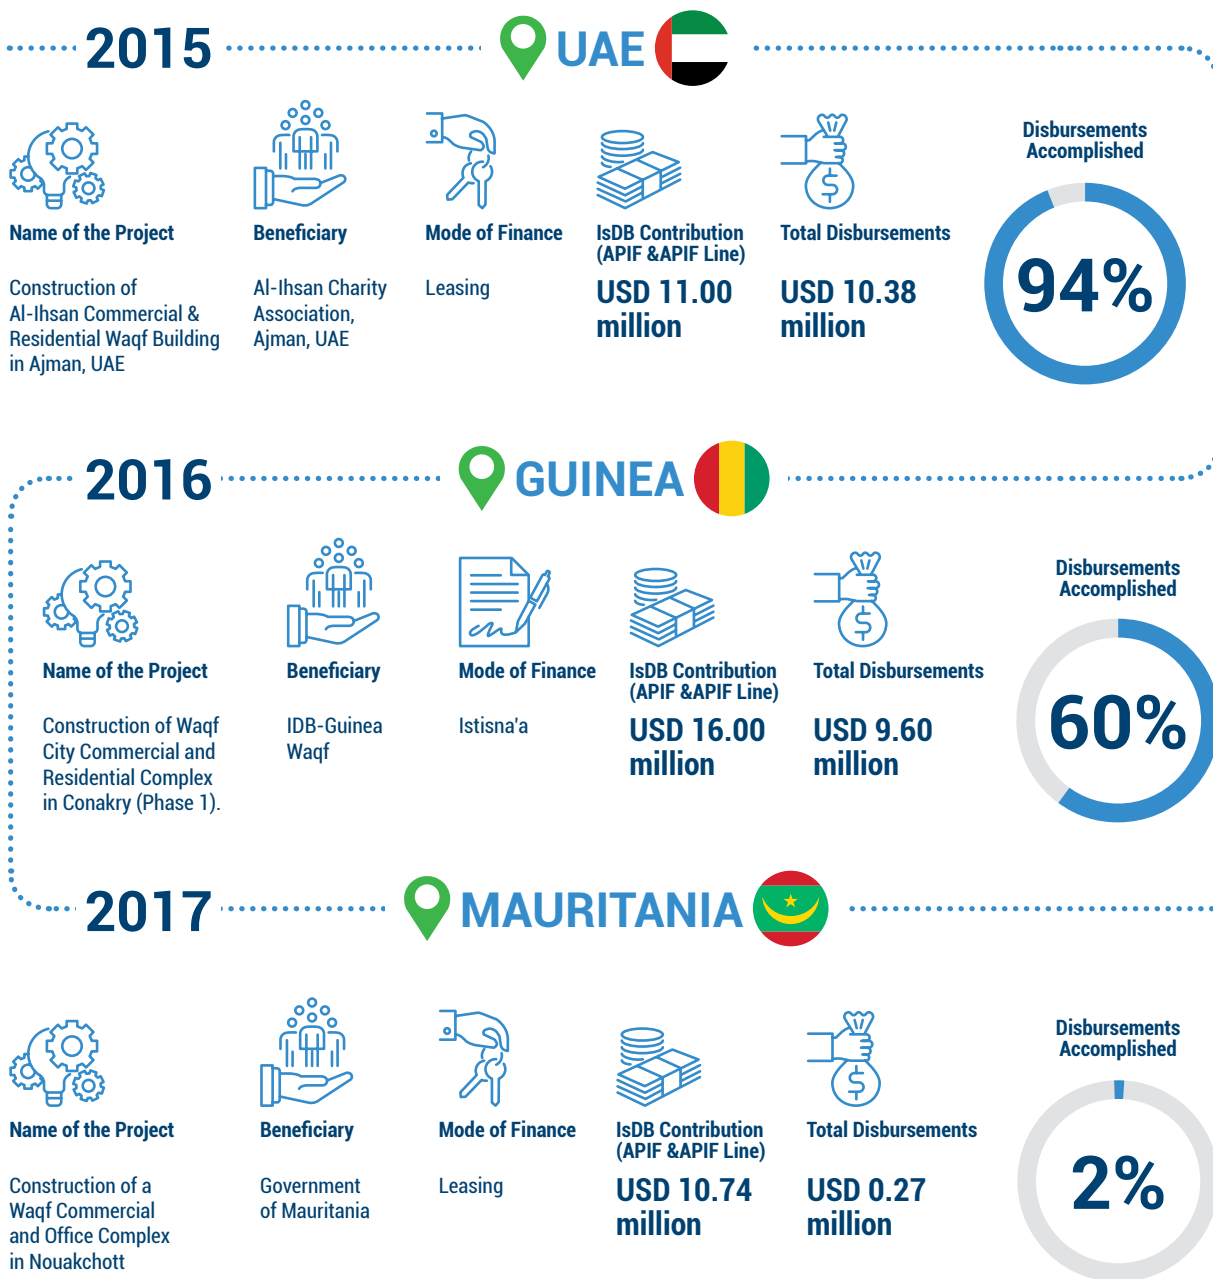 2015
UAE
Disbursements
Accomplished
Name of the Project
Beneficiary
Mode of Finance
IsDB Contribution
(APIF &APIF Line)
Total Disbursements
Construction of
Al-Ihsan Commercial &
Residential Waqf Building
in Ajman, UAE
Al-Ihsan Charity
Association,
Ajman, UAE
Leasing
USD 11.00
million
USD 10.38
million
94%
2016
GUINEA
Disbursements
Accomplished
Name of the Project
Beneficiary
Mode of Finance
IsDB Contribution
(APIF &APIF Line)
Total Disbursements
Construction of Waqf
City Commercial and
Residential Complex
in Conakry (Phase 1).
IDB-Guinea
Waqf
Istisna'a
USD 16.00
million
USD 9.60
million
60%
2017
MAURITANIA
Disbursements
Accomplished
Name of the Project
Beneficiary
Mode of Finance
IsDB Contribution
(APIF &APIF Line)
Total Disbursements
Construction of a
Waqf Commercial
and Office Complex
in Nouakchott
Government
of Mauritania
Leasing
USD 10.74
million
USD 0.27
million
2%